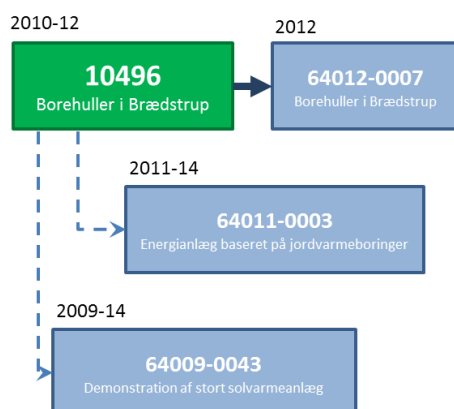 2010-12
10496
Borehuller i Brædstrup
2012
64012-0007
Borehuller i Brædstrup
2011-14
64011-0003
Energianlæg baseret på jordvarmeboringer
2009-14
64009-0043
Demonstration af stort solvarmeanlæg